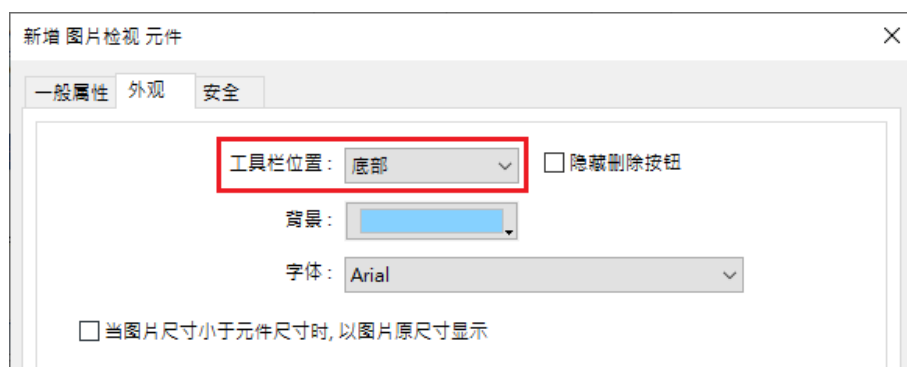 新增 图片检视 元件
一般属性 外观 安全
工具栏位置 : 底部 隐藏删除按钮
背景 :
字体 : Arial
当图片尺寸小于元件尺寸时, 以图片原尺寸显示